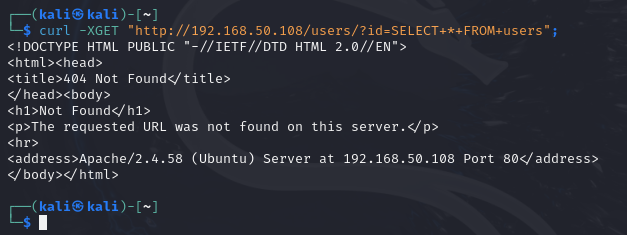 ┌──(kali㉿kali)-[~]
└─$ curl -XGET "http://192.168.50.108/users/?id=SELECT+*+FROM+users";
<!DOCTYPE HTML PUBLIC "-//IETF//DTD HTML 2.0//EN">
<html><head>
<title>404 Not Found</title>
</head><body>
<h1>Not Found</h1>
<p>The requested URL was not found on this server.</p>
<hr>
<address>Apache/2.4.58 (Ubuntu) Server at 192.168.50.108 Port 80</address>
</body></html>
┌──(kali㉿kali)-[~]
└─$